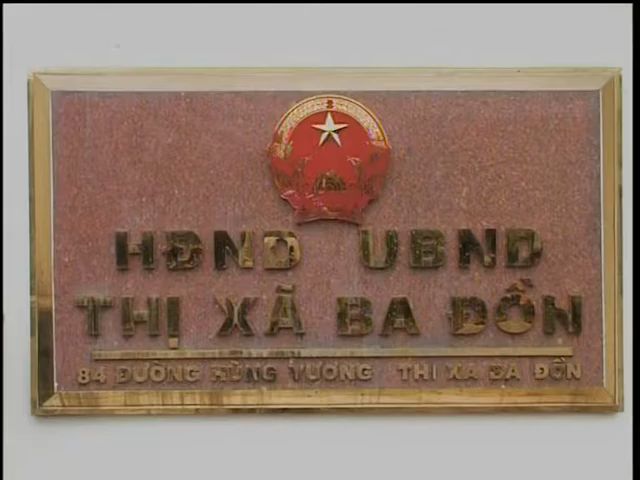 HĐND UBND
THỊ XÃ BA ĐỒN
84 ĐƯỜNG HÙNG VƯƠNG THỊ XÃ BA ĐỒN